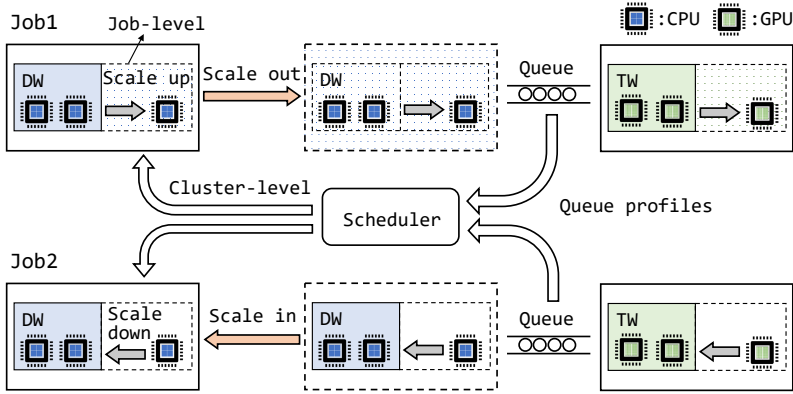 Job1
Job-level
:CPU
:GPU
DW
Scale up
Scale out
DW
Queue
TW
Cluster-level
Scheduler
Queue profiles
Job2
DW
Scale
down
Scale in
DW
Queue
TW